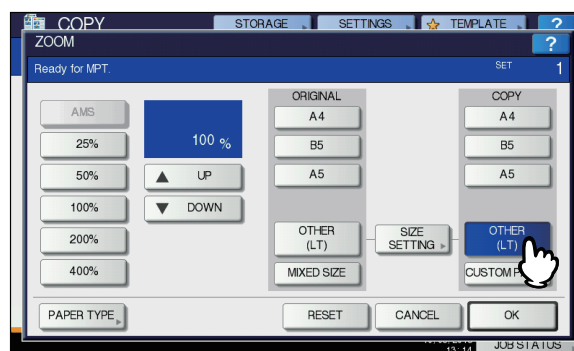 COPY STORAGE SETTINGS TEMPLATE ?
ZOOM ?
Ready for MPT. SET 1
ORIGINAL COPY
AMS A4 A4
25% 100 % B5 B5
50% UP A5 A5
100% DOWN
200% OTHER (LT) SIZE SETTING OTHER (LT)
400% MIXED SIZE
PAPER TYPE RESET CANCEL OK
13:14 JOB STATUS